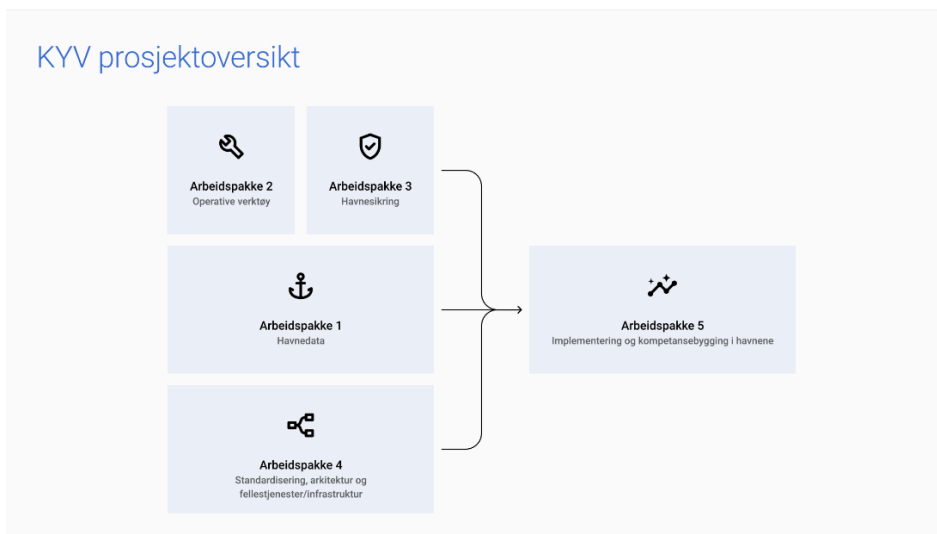 KYV prosjektoversikt
Arbeidspakke 2
Operative verktøy
Arbeidspakke 3
Havnesikring
Arbeidspakke 1
Havnedata
Arbeidspakke 5
Implementering og kompetansebygging i havnene
Arbeidspakke 4
Standardisering, arkitektur og
fellestjenester/infrastruktur